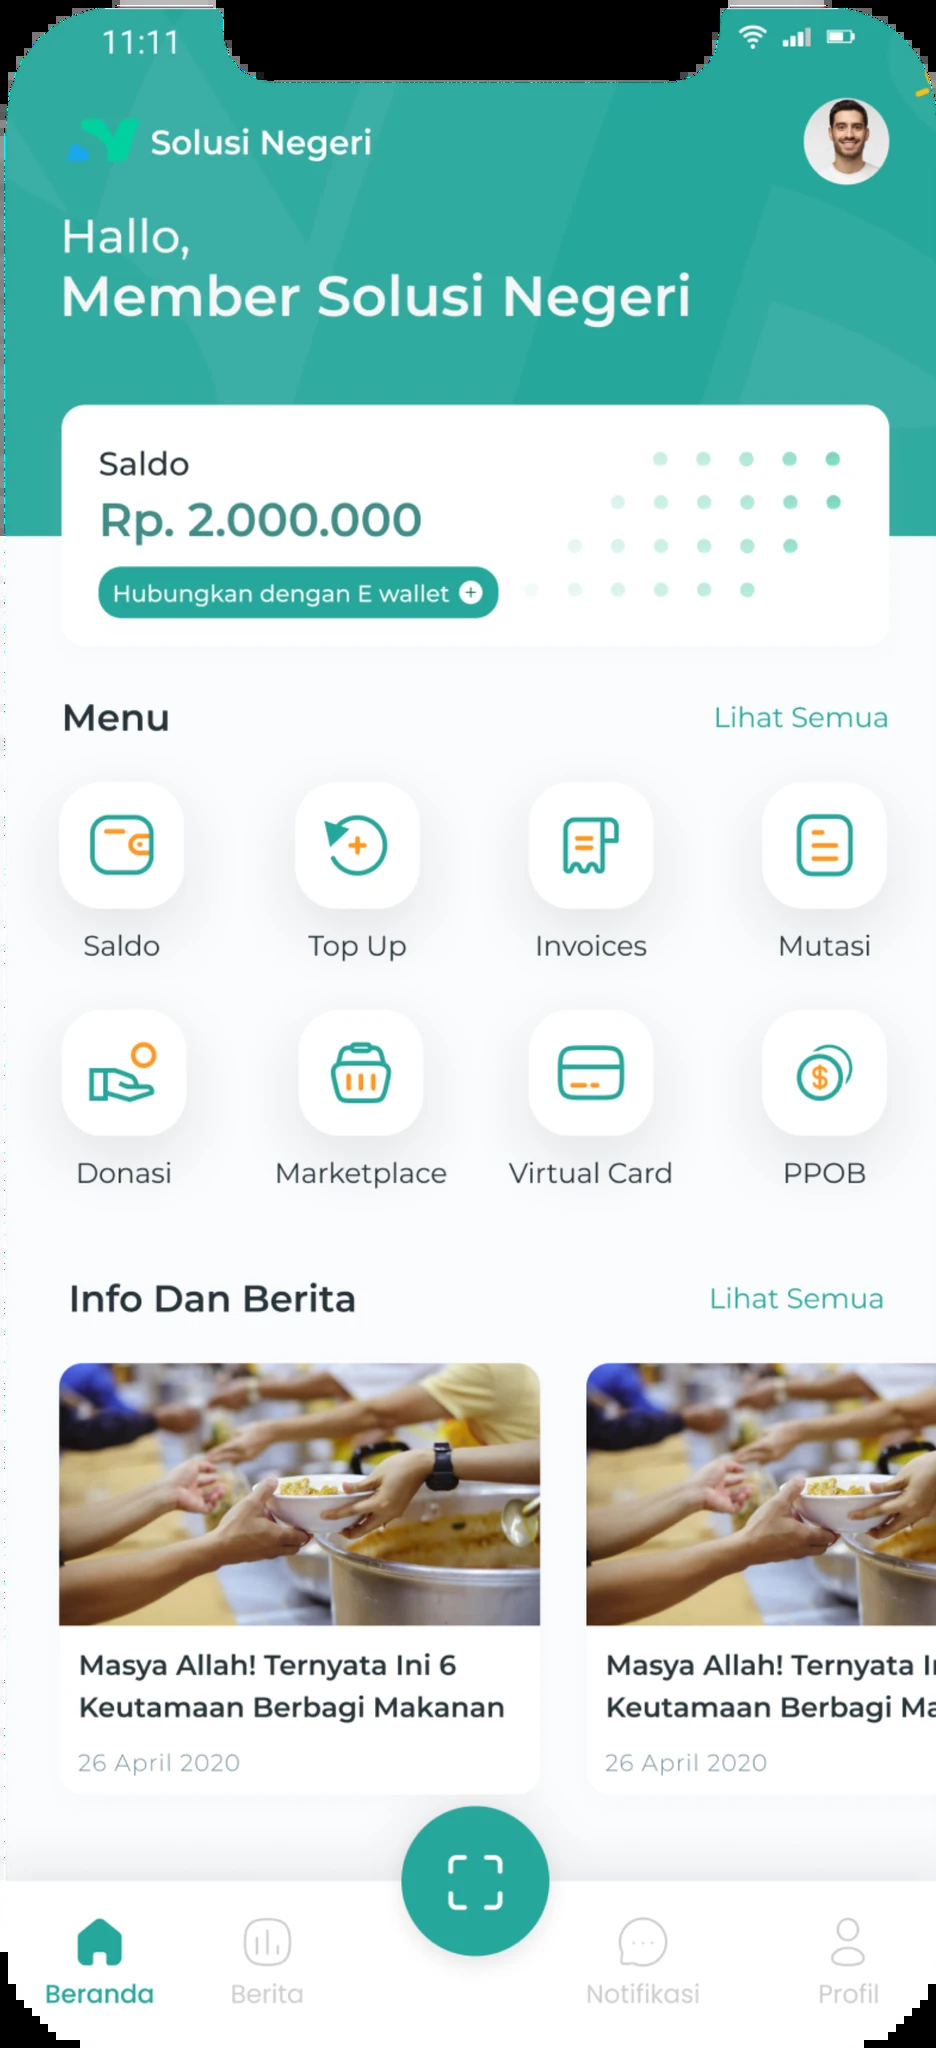 11:11
Solusi Negeri
Hallo,
Member Solusi Negeri
Saldo
Rp. 2.000.000
Hubungkan dengan E wallet
Menu
Lihat Semua
Saldo
Top Up
Invoices
Mutasi
Donasi
Marketplace
Virtual Card
PPOB
Info Dan Berita
Lihat Semua
Masya Allah! Ternyata Ini 6
Keutamaan Berbagi Makanan
26 April 2020
Masya Allah! Ternyata
Keutamaan Berbagi
26 April 2020
Beranda
Berita
Notifikasi
Profil